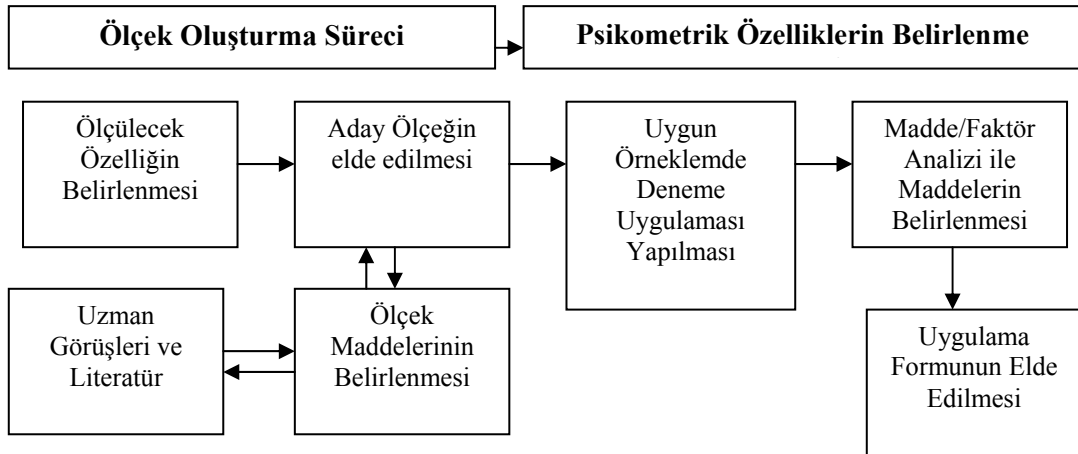 Ölçek Oluşturma Süreci
Psikometrik Özelliklerin Belirlenme
Ölçülecek
Özelliğin
Belirlenmesi
Aday Ölçeğin
elde edilmesi
Uygun
Örneklemde
Deneme
Uygulaması
Yapılması
Madde/Faktör
Analizi ile
Maddelerin
Belirlenmesi
Uzman
Görüşleri ve
Literatür
Ölçek
Maddelerinin
Belirlenmesi
Uygulama
Formunun Elde
Edilmesi